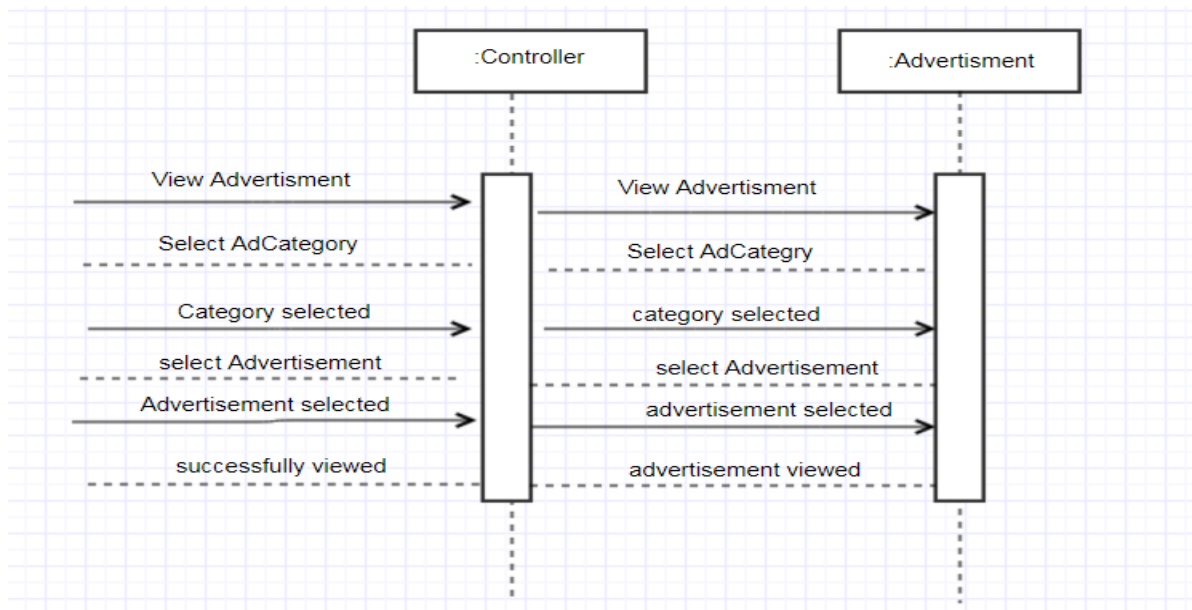 :Controller
:Advertisment
View Advertisment
View Advertisment
Select AdCategory
Select AdCategry
Category selected
category selected
select Advertisement
select Advertisement
Advertisement selected
advertisement selected
successfully viewed
advertisement viewed